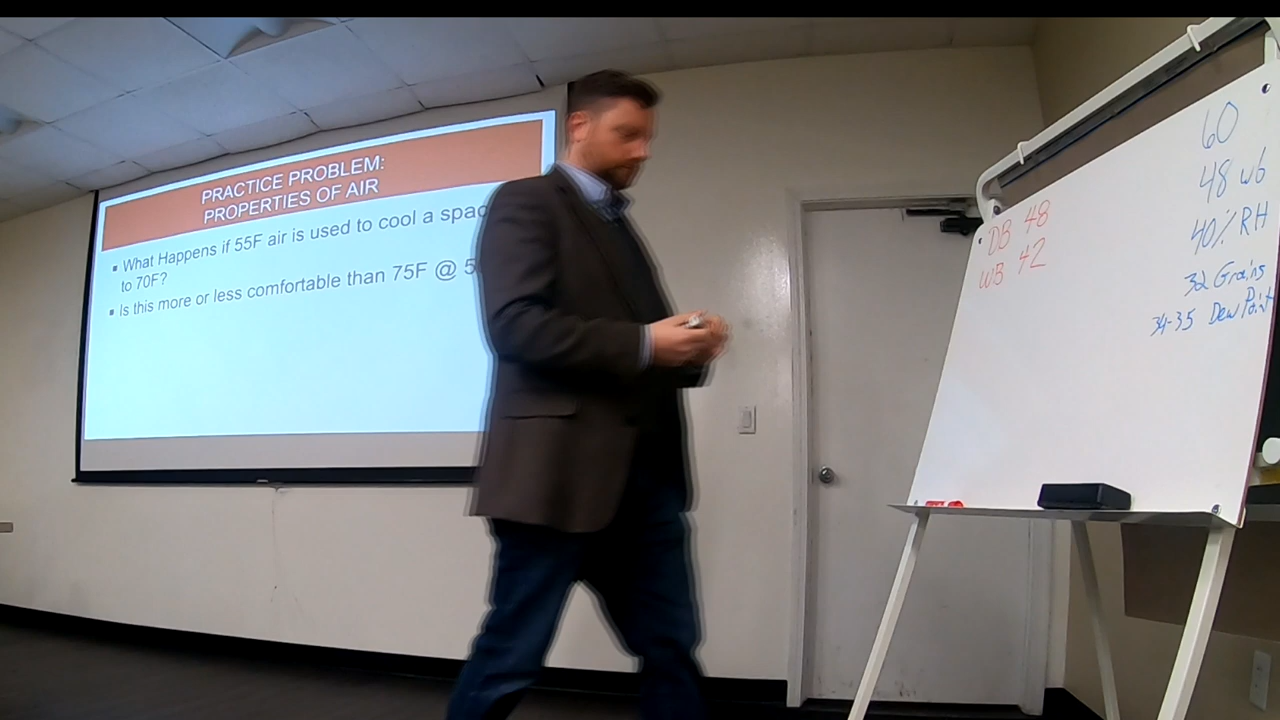 PRACTICE PROBLEM:
PROPERTIES OF AIR
▪ What Happens if 55F air is used to cool a spac
to 70F?
▪ Is this more or less comfortable than 75F @ 5
DB 48
WB 42
60
48 wb
40% RH
32 Grains
34-35 Dew Point